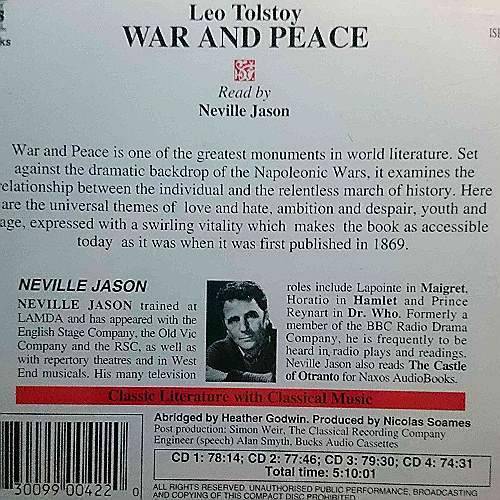 Leo Tolstoy
WAR AND PEACE
Read by
Neville Jason
War and Peace is one of the greatest monuments in world literature. Set
against the dramatic backdrop of the Napoleonic Wars, it examines the
relationship between the individual and the relentless march of history. Here
are the universal themes of love and hate, ambition and despair, youth and
age, expressed with a swirling vitality which makes the book as accessible
today as it was when it was first published in 1869.
NEVILLE JASON
NEVILLE JASON trained at
LAMDA and has appeared with the
English Stage Company, the Old Vic
Company and the RSC, as well as
with repertory theatres and in West
End musicals. His many television
roles include Lapointe in Maigret,
Horatio in Hamlet and Prince
Reynart in Dr. Who. Formerly a
member of the BBC Radio Drama
Company, he is frequently to be
heard in radio plays and readings.
Neville Jason also reads The Castle
of Otranto for Naxos AudioBooks.
Classic Literature with Classical Music
Abridged by Heather Godwin. Produced by Nicolas Soames
Post production: Simon Weir, The Classical Recording Company
Engineer (speech) Alan Smyth, Bucks Audio Cassettes
CD 1: 78:14; CD 2: 77:46; CD 3: 79:30; CD 4: 74:31
Total time: 5:10:01
ALL RIGHTS RESERVED. UNAUTHORISED PUBLIC PERFORMANCE, BROADCASTING
AND COPYING OF THIS COMPACT DISC PROHIBITED
30099 00422 0